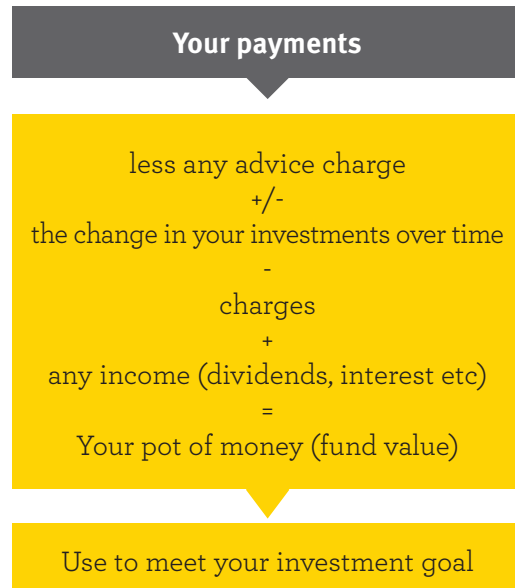 Your payments
less any advice charge
+/-
the change in your investments over time
-
charges
+
any income (dividends, interest etc)
=
Your pot of money (fund value)
Use to meet your investment goal